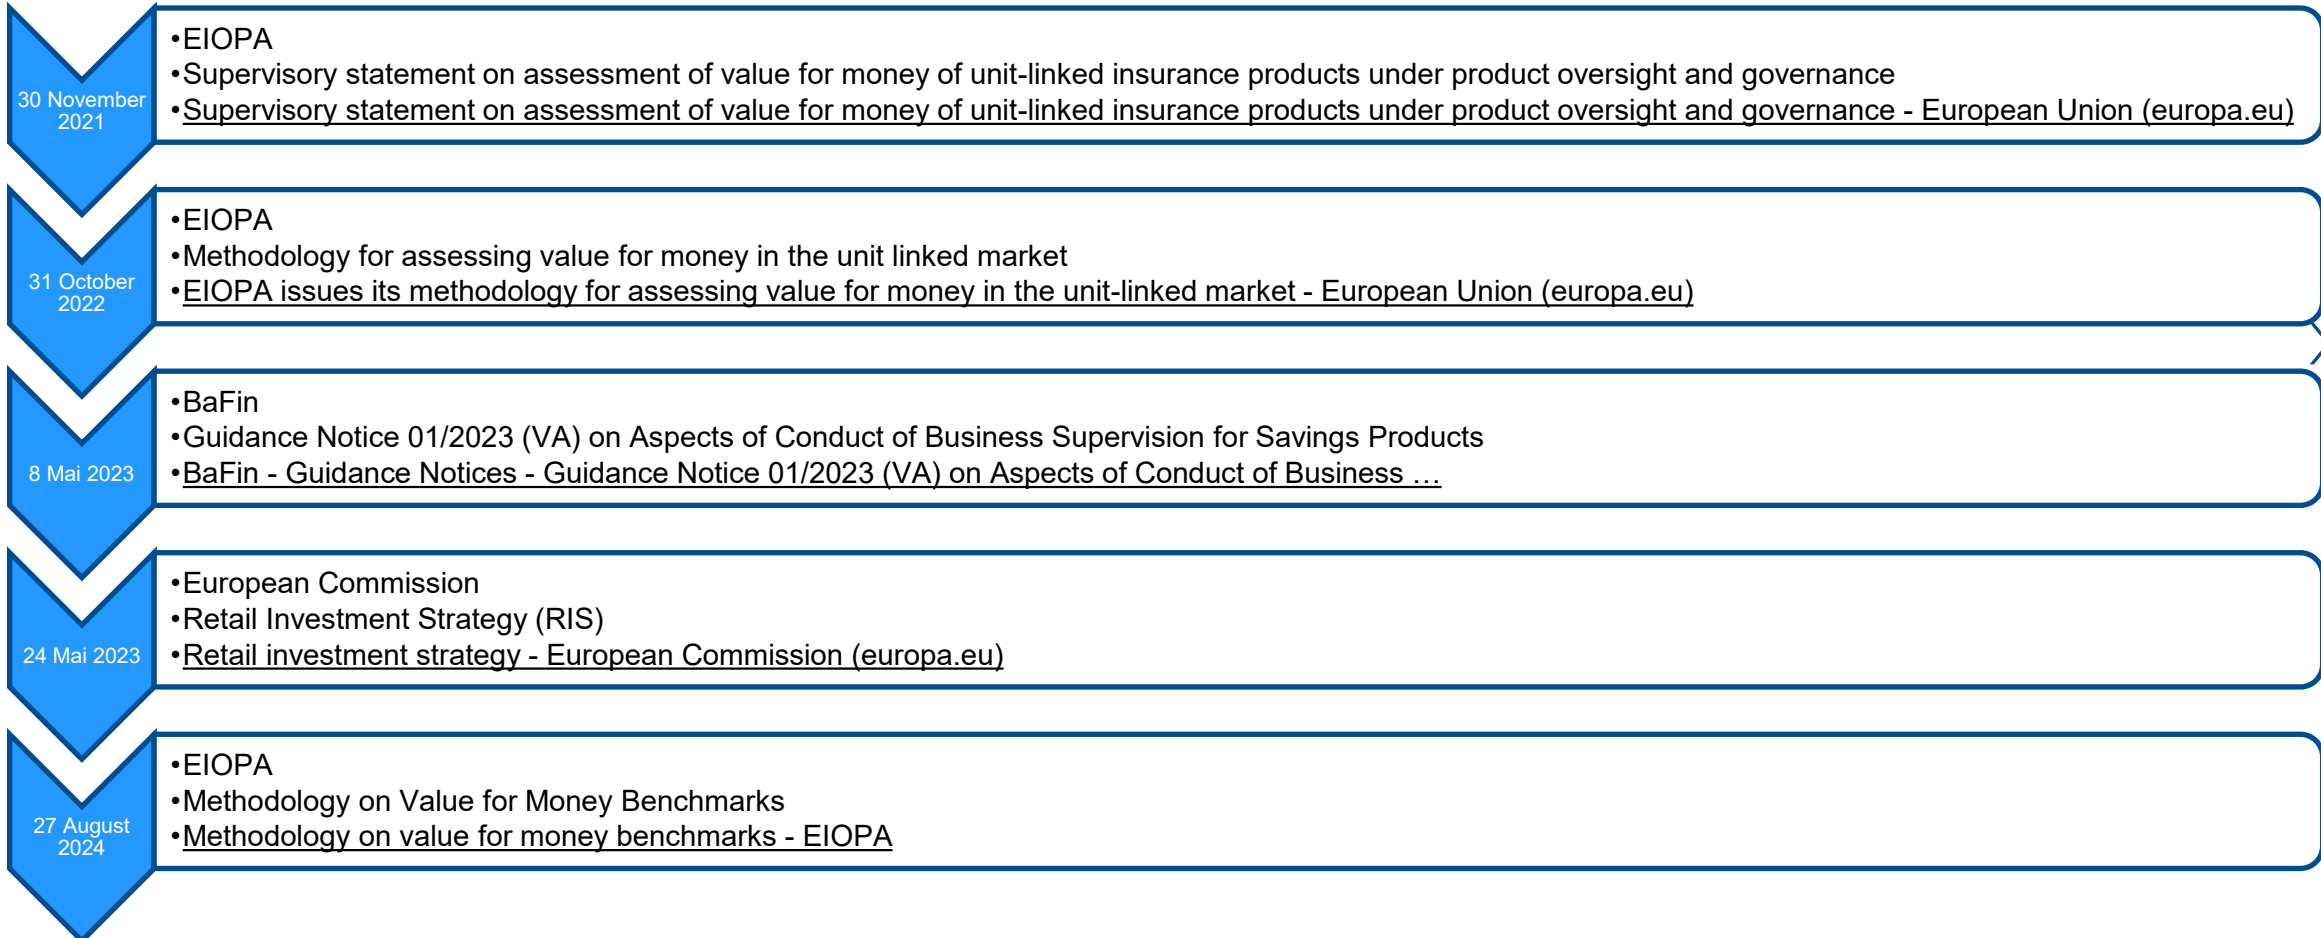 30 November
2021
•EIOPA
•Supervisory statement on assessment of value for money of unit-linked insurance products under product oversight and governance
•Supervisory statement on assessment of value for money of unit-linked insurance products under product oversight and governance - European Union (europa.eu)
31 October
2022
•EIOPA
•Methodology for assessing value for money in the unit linked market
•EIOPA issues its methodology for assessing value for money in the unit-linked market - European Union (europa.eu)
8 Mai 2023
•BaFin
•Guidance Notice 01/2023 (VA) on Aspects of Conduct of Business Supervision for Savings Products
•BaFin - Guidance Notices - Guidance Notice 01/2023 (VA) on Aspects of Conduct of Business …
24 Mai 2023
•European Commission
•Retail Investment Strategy (RIS)
•Retail investment strategy - European Commission (europa.eu)
27 August
2024
•EIOPA
•Methodology on Value for Money Benchmarks
•Methodology on value for money benchmarks - EIOPA